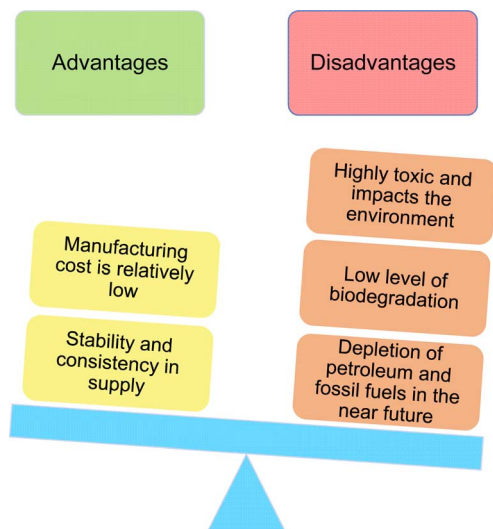 Advantages
Disadvantages
Manufacturing
cost is relatively
low
Stability and
consistency in
supply
Highly toxic and
impacts the
environment
Low level of
biodegradation
Depletion of
petroleum and
fossil fuels in the
near future